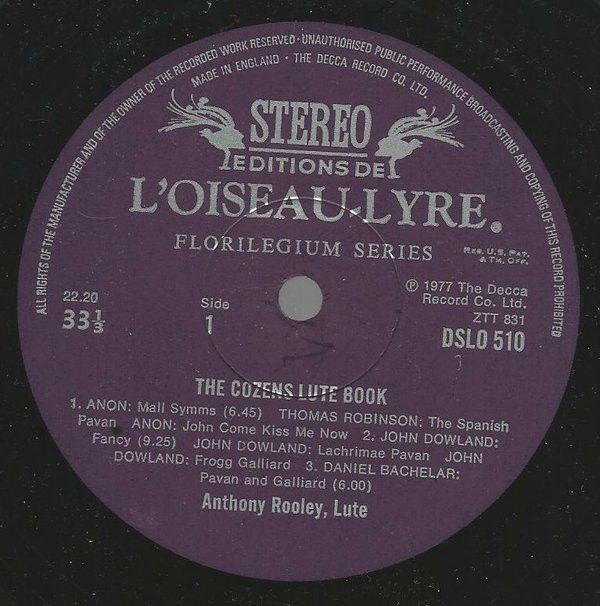 ALL RIGHTS OF THE MANUFACTURER AND OF THE OWNER OF THE RECORDED WORK RESERVED · UNAUTHORISED PUBLIC PERFORMANCE BROADCASTING AND COPYING OF THIS RECORD PROHIBITED
MADE IN ENGLAND · THE DECCA RECORD CO. LTD.
STEREO
EDITIONS DE
L'OISEAU-LYRE.
FLORILEGIUM SERIES
REG. U.S. PAT.
& TM. OFF.
22.20
33⅓
Side
1
℗ 1977 The Decca
Record Co. Ltd.
ZTT 831
DSLO 510
THE COZENS LUTE BOOK
1. ANON: Mall Symms (6.45) THOMAS ROBINSON: The Spanish
Pavan ANON: John Come Kiss Me Now 2. JOHN DOWLAND:
Fancy (9.25) JOHN DOWLAND: Lachrimae Pavan JOHN
DOWLAND: Frogg Galliard 3. DANIEL BACHELAR:
Pavan and Galliard (6.00)
Anthony Rooley, Lute